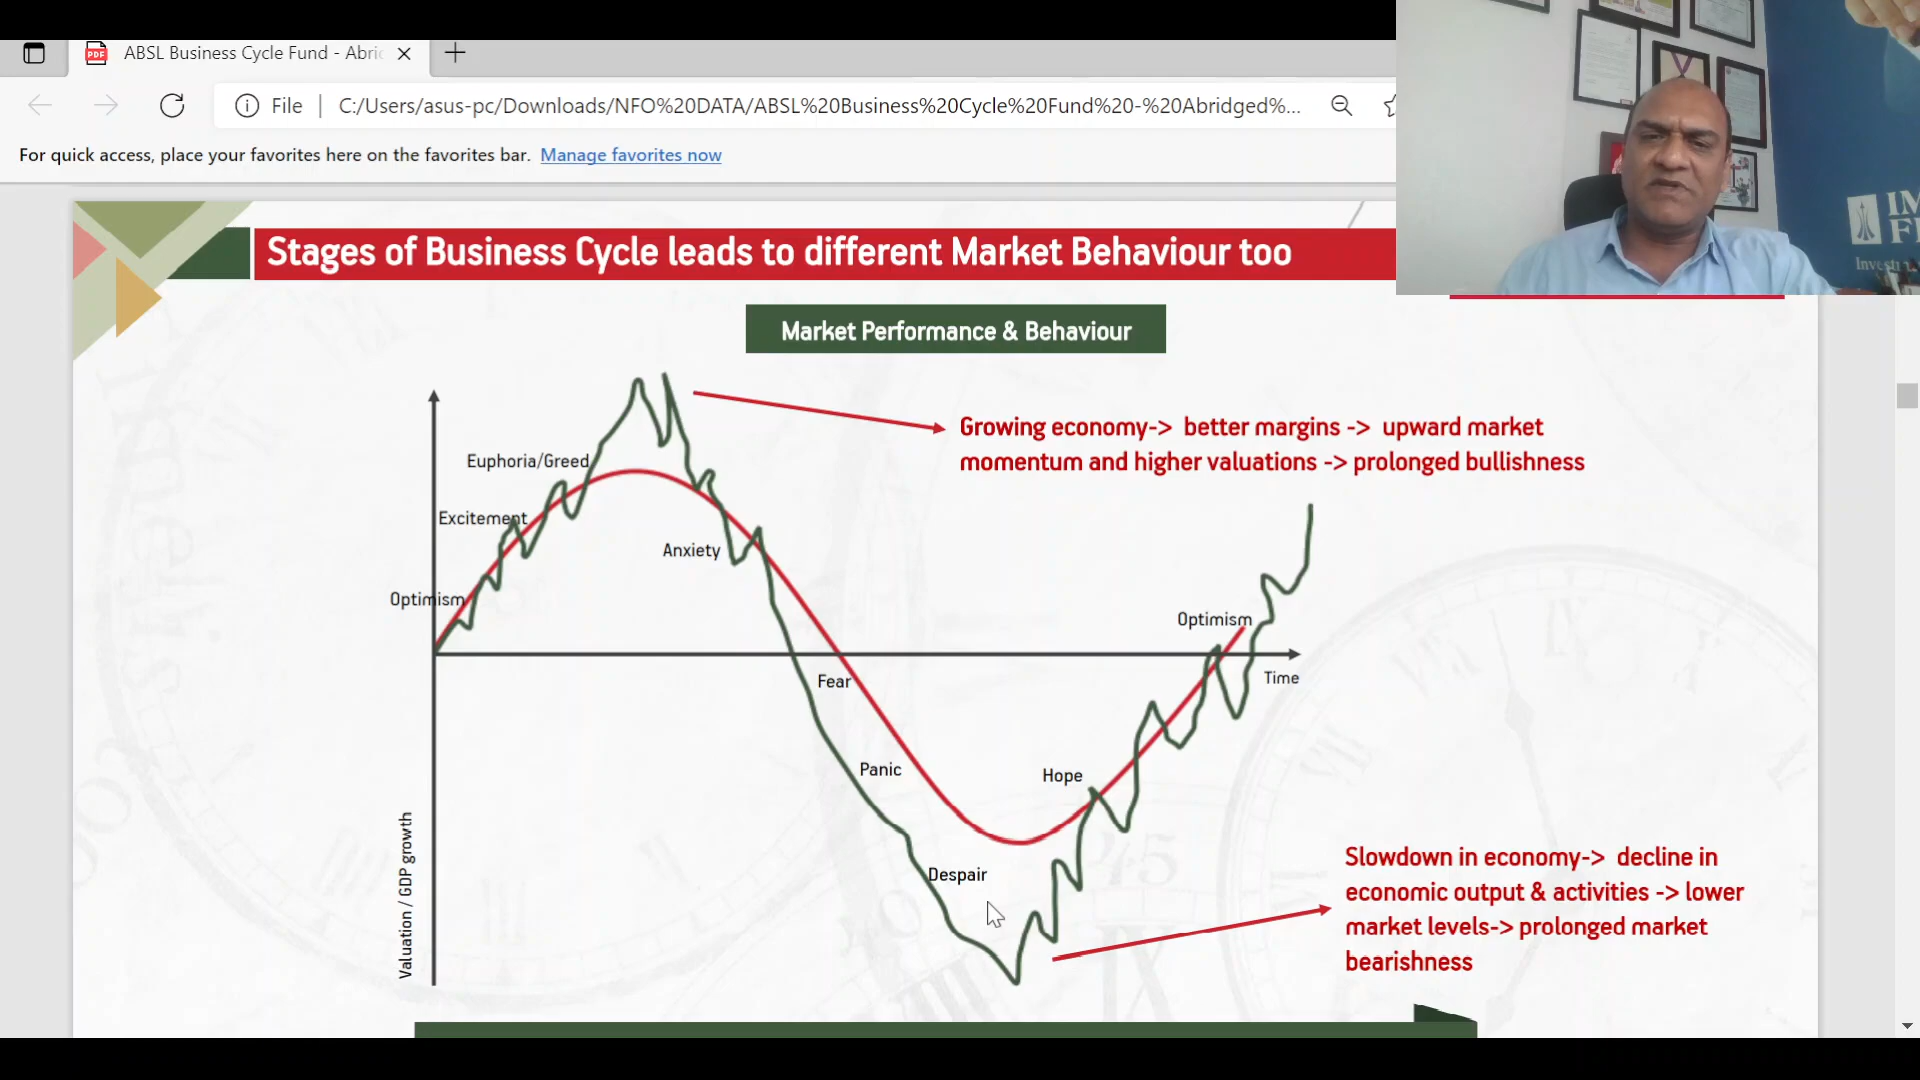 ABSL Business Cycle Fund - Abri
File
C:/Users/asus-pc/Downloads/NFO%20DATA/ABSL%20Business%20Cycle%20Fund%20-%20Abridged%...
For quick access, place your favorites here on the favorites bar. Manage favorites now
Stages of Business Cycle leads to different Market Behaviour too
Market Performance & Behaviour
Growing economy-> better margins -> upward market
momentum and higher valuations -> prolonged bullishness
Euphoria/Greed
Excitement
Anxiety
Optimism
Optimism
Time
Fear
Panic
Hope
Despair
Valuation / GDP growth
Slowdown in economy-> decline in
economic output & activities -> lower
market levels-> prolonged market
bearishness